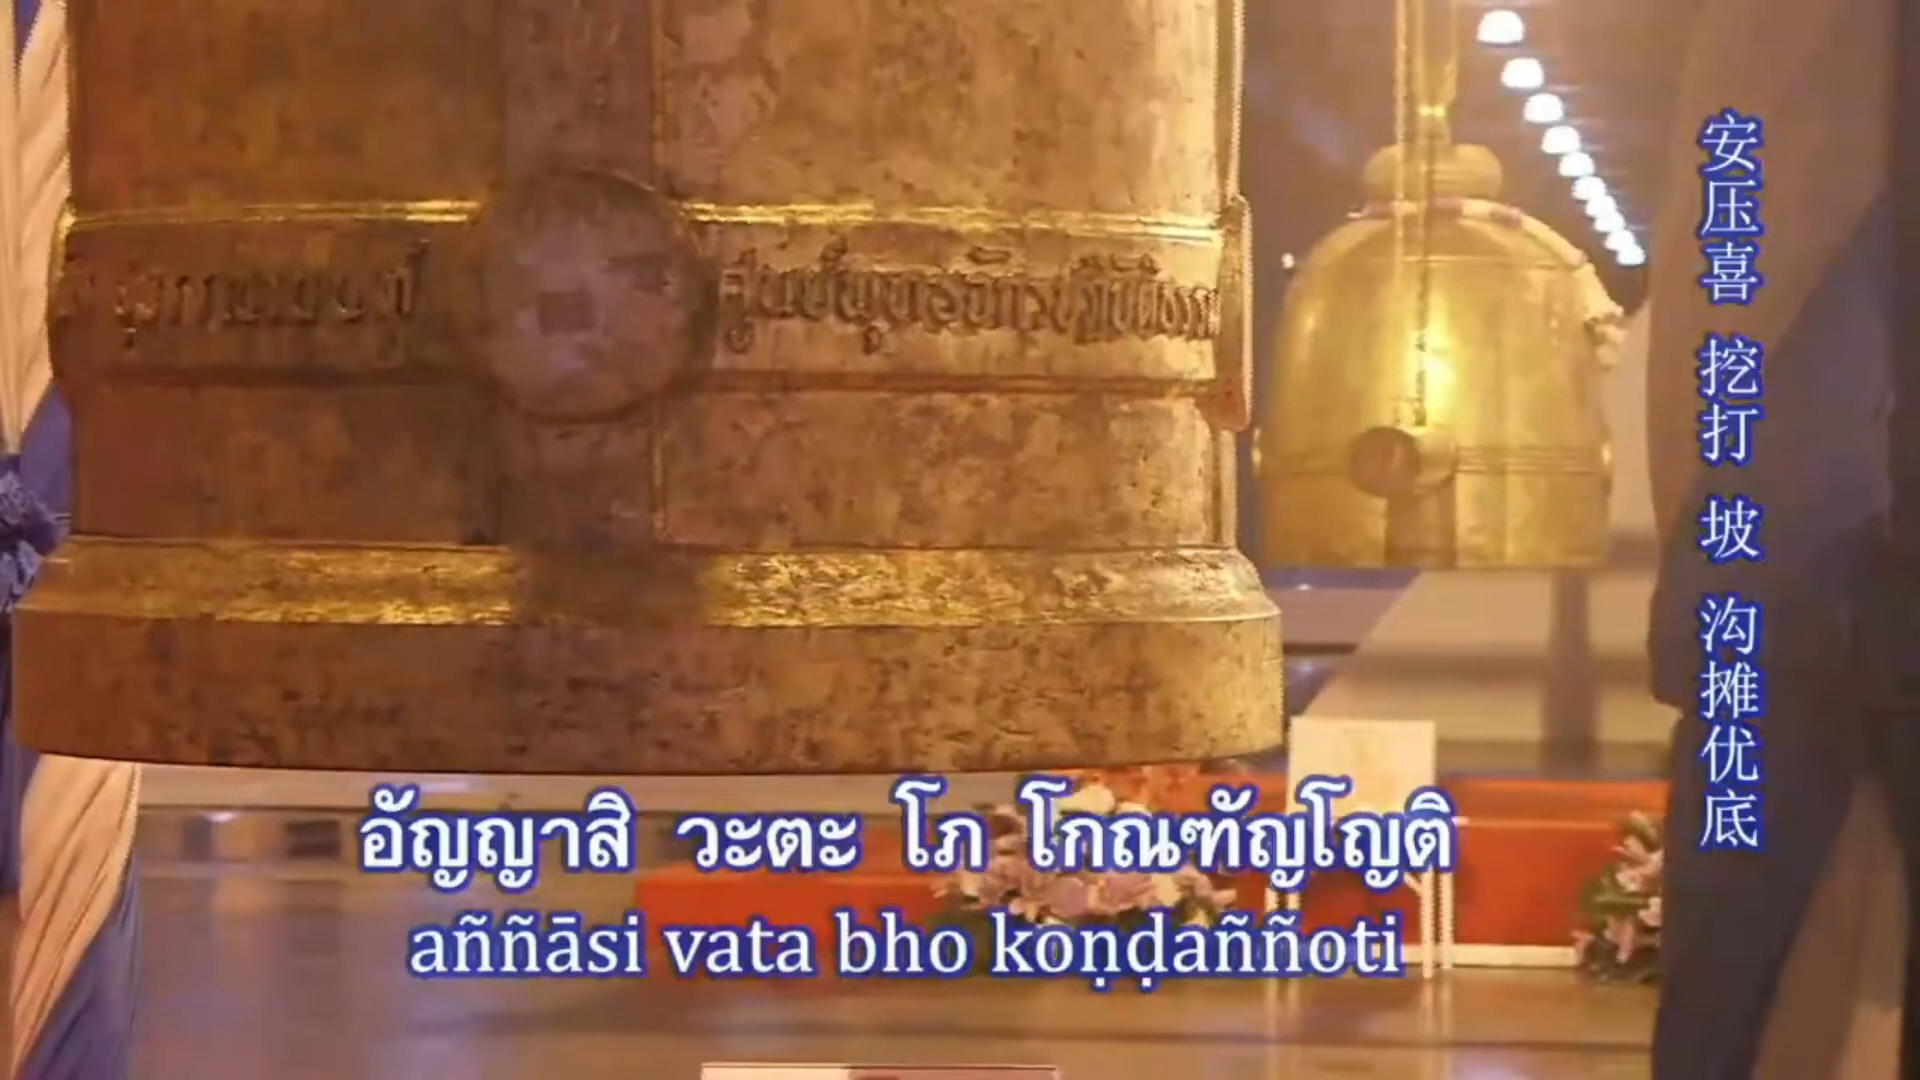 อัญญาสิ วะตะ โภ โกณฑัญโญติ
aññāsi vata bho koṇḍaññoti
安压喜 挖打 坡 沟摊优底